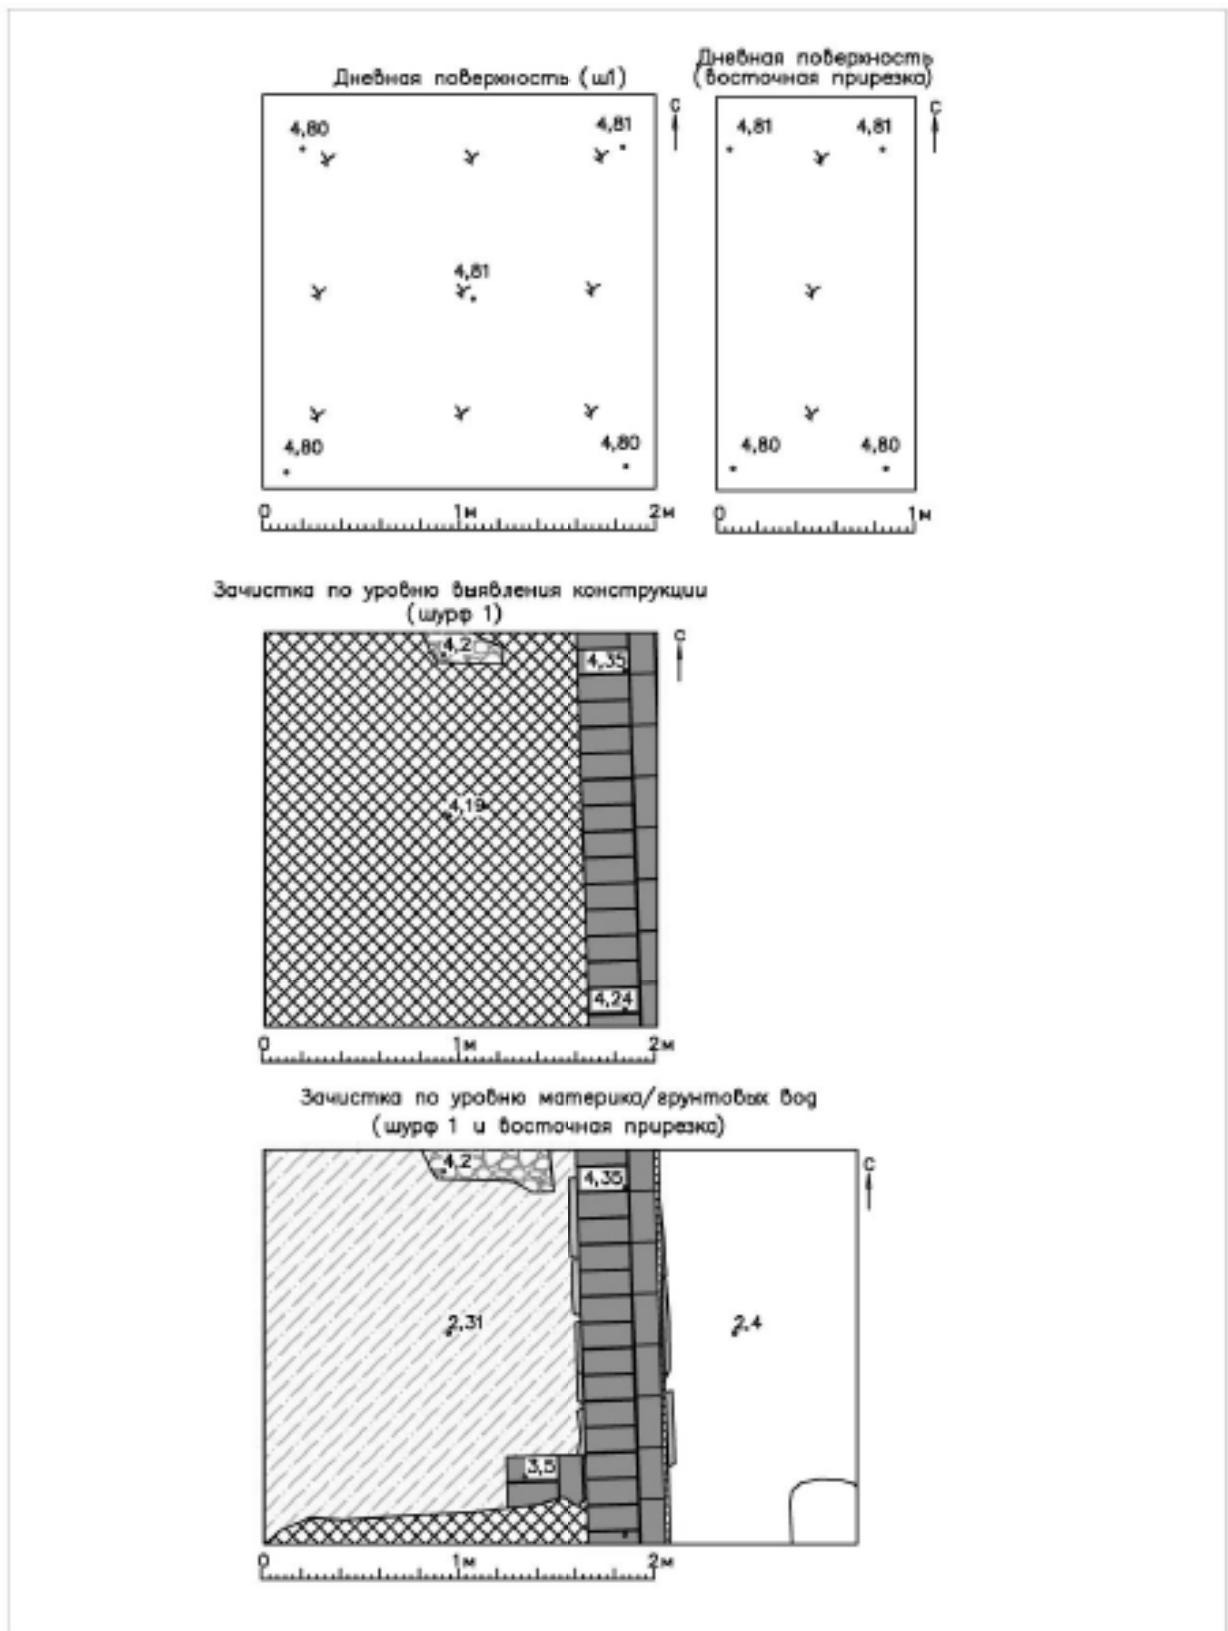 Дневная поверхность (ш1)
4,80
4,81
4,81
4,80
4,80
С
0 1м 2м
Дневная поверхность
(восточная прирезка)
4,81
4,81
4,80
4,80
С
0 1м
Зачистка по уровню выявления конструкции
(шурф 1)
4,2
4,35
4,19
4,24
С
0 1м 2м
Зачистка по уровню материка/грунтовых вод
(шурф 1 и восточная прирезка)
4,2
4,35
2,31
2,4
3,5
С
0 1м 2м